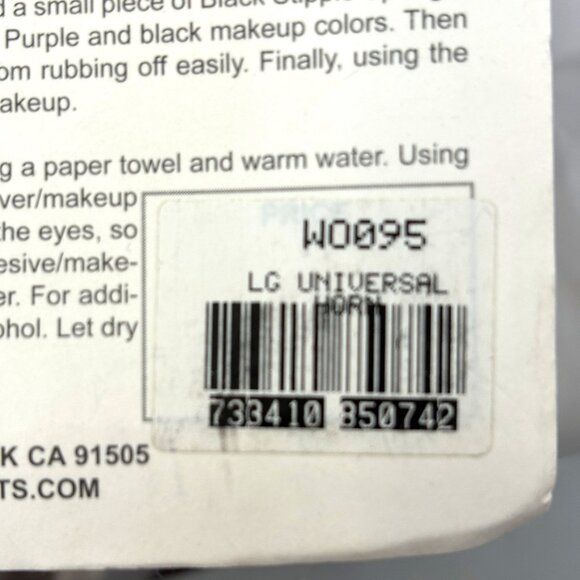 a small piece of Black Stipple
Purple and black makeup colors. Then
om rubbing off easily. Finally, using the
akeup.
g a paper towel and warm water. Using
ver/makeup
the eyes, so
esive/make-
er. For addi-
ohol. Let dry
PRICE
WO095
LG UNIVERSAL
HORN
733410 850742
K CA 91505
TS.COM